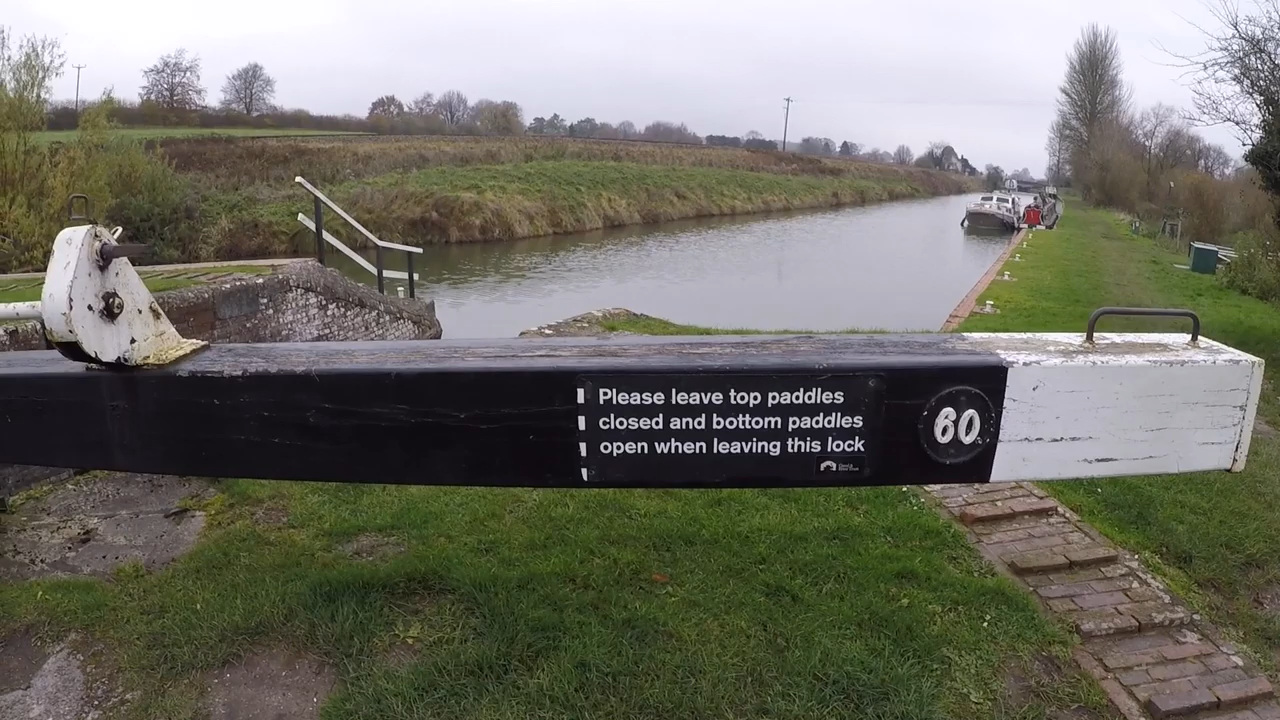 Please leave top paddles
closed and bottom paddles
open when leaving this lock
60